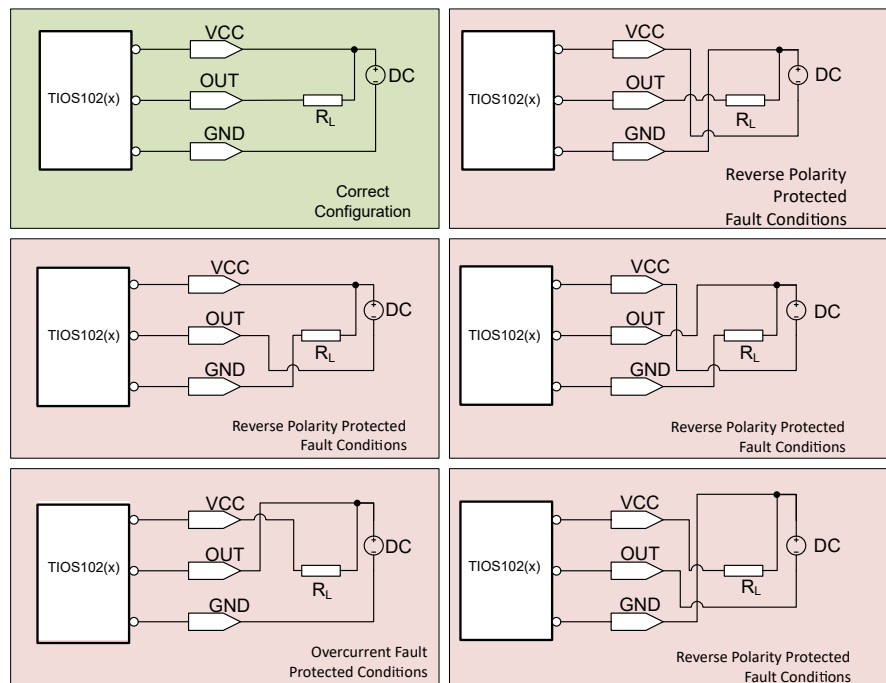 VCC
OUT
GND
TIOS102(x)
R_L
DC
Correct
Configuration
VCC
OUT
GND
TIOS102(x)
R_L
DC
Reverse Polarity
Protected
Fault Conditions
VCC
OUT
GND
TIOS102(x)
R_L
DC
Reverse Polarity Protected
Fault Conditions
VCC
OUT
GND
TIOS102(x)
R_L
DC
Reverse Polarity Protected
Fault Conditions
VCC
OUT
GND
TIOS102(x)
R_L
DC
Overcurrent Fault
Protected Conditions
VCC
OUT
GND
TIOS102(x)
R_L
DC
Reverse Polarity Protected
Fault Conditions